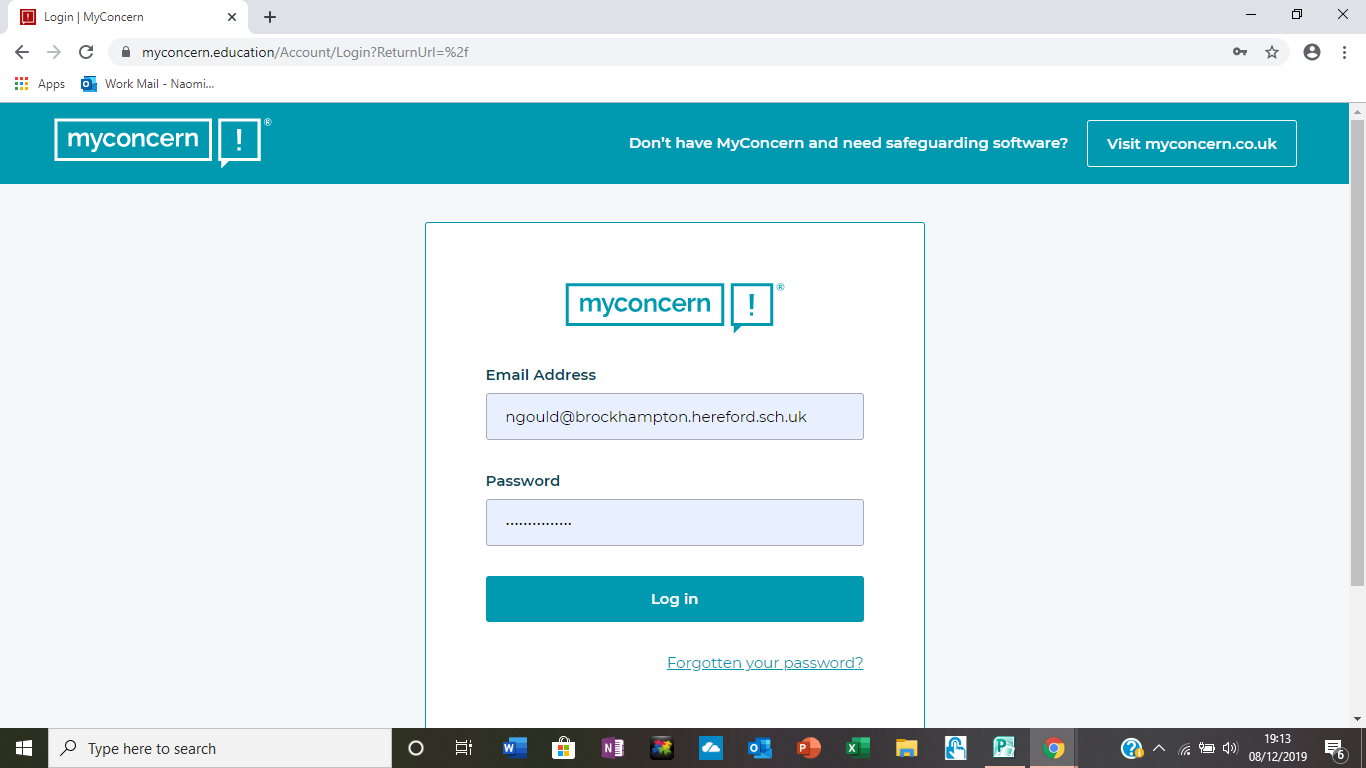 Login | MyConcern
myconcern.education/Account/Login?ReturnUrl=%2f
Apps
Work Mail - Naomi...
myconcern ! ®
Don't have MyConcern and need safeguarding software?
Visit myconcern.co.uk
myconcern ! ®
Email Address
ngould@brockhampton.hereford.sch.uk
Password
...............
Log in
Forgotten your password?
Type here to search
19:13
08/12/2019
6